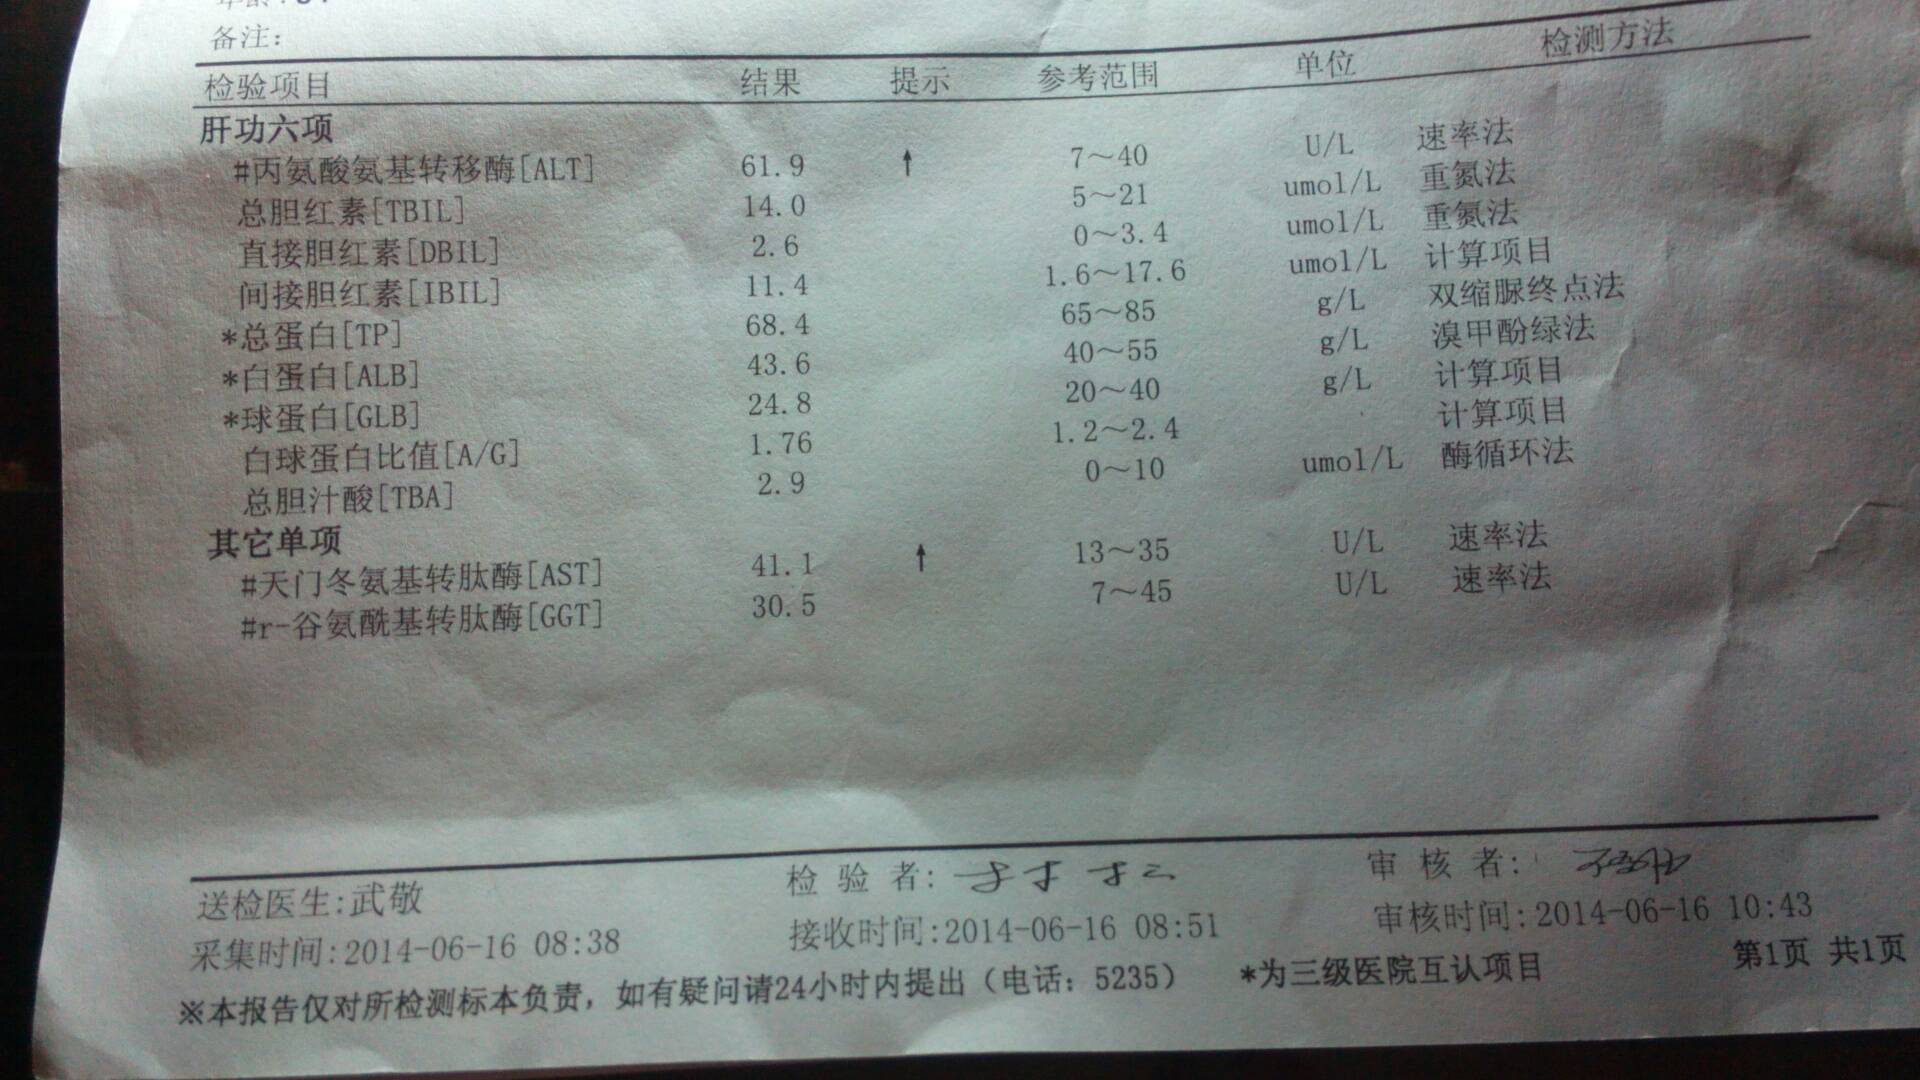 备注:
检验项目 结果 提示 参考范围 单位 检测方法
肝功六项
#丙氨酸氨基转移酶[ALT] 61.9 ↑ 7～40 U/L 速率法
总胆红素[TBIL] 14.0 5～21 umol/L 重氮法
直接胆红素[DBIL] 2.6 0～3.4 umol/L 重氮法
间接胆红素[IBIL] 11.4 1.6～17.6 umol/L 计算项目
*总蛋白[TP] 68.4 65～85 g/L 双缩脲终点法
*白蛋白[ALB] 43.6 40～55 g/L 溴甲酚绿法
*球蛋白[GLB] 24.8 20～40 g/L 计算项目
白球蛋白比值[A/G] 1.76 1.2～2.4 计算项目
总胆汁酸[TBA] 2.9 0～10 umol/L 酶循环法
其它单项
#天门冬氨基转肽酶[AST] 41.1 ↑ 13～35 U/L 速率法
#r-谷氨酰基转肽酶[GGT] 30.5 7～45 U/L 速率法
送检医生:武敬 检 验 者: 审 核 者:
采集时间:2014-06-16 08:38 接收时间:2014-06-16 08:51 审核时间:2014-06-16 10:43
※本报告仅对所检测标本负责，如有疑问请24小时内提出（电话：5235） *为三级医院互认项目 第1页 共1页